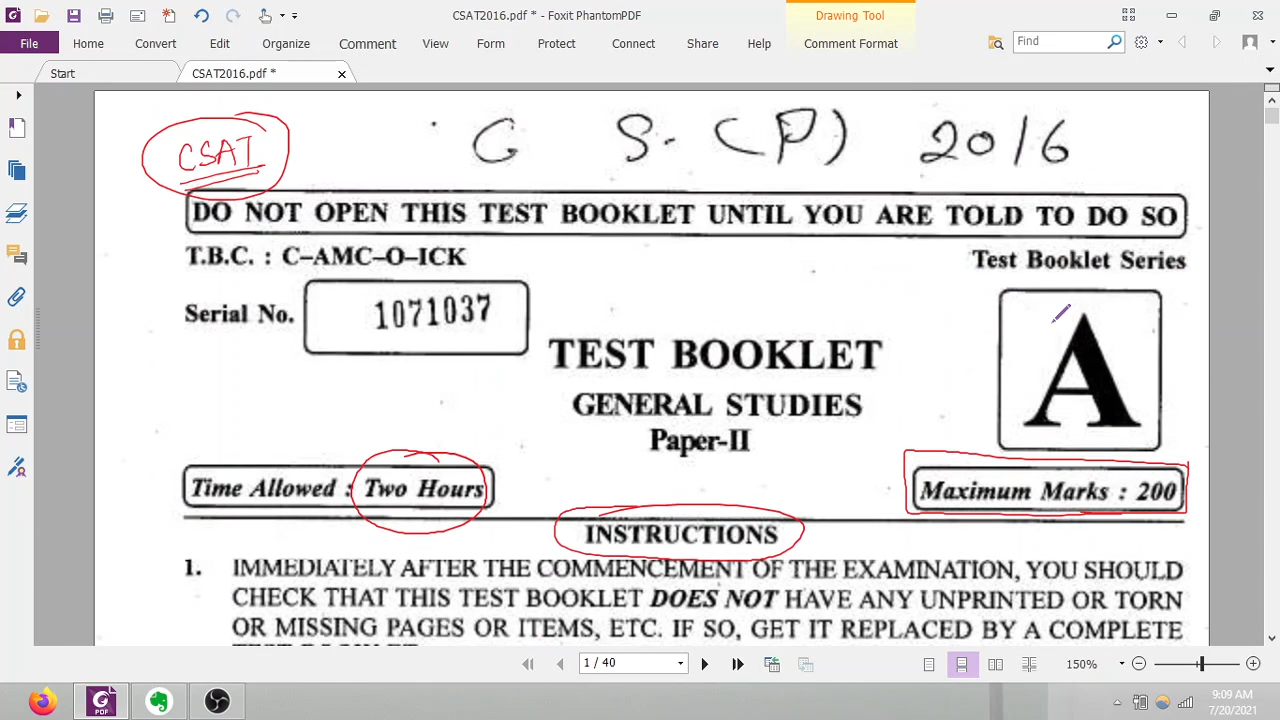 CSAT2016.pdf * - Foxit PhantomPDF
Drawing Tool
File Home Convert Edit Organize Comment View Form Protect Connect Share Help Comment Format Find
Start CSAT2016.pdf *
CSAT G S. (P) 2016
DO NOT OPEN THIS TEST BOOKLET UNTIL YOU ARE TOLD TO DO SO
T.B.C. : C-AMC-O-ICK
Test Booklet Series
Serial No. 1071037
A
TEST BOOKLET
GENERAL STUDIES
Paper-II
Time Allowed : Two Hours
Maximum Marks : 200
INSTRUCTIONS
1. IMMEDIATELY AFTER THE COMMENCEMENT OF THE EXAMINATION, YOU SHOULD
CHECK THAT THIS TEST BOOKLET DOES NOT HAVE ANY UNPRINTED OR TORN
OR MISSING PAGES OR ITEMS, ETC. IF SO, GET IT REPLACED BY A COMPLETE
1 / 40
150%
PDF
9:09 AM
7/20/2021